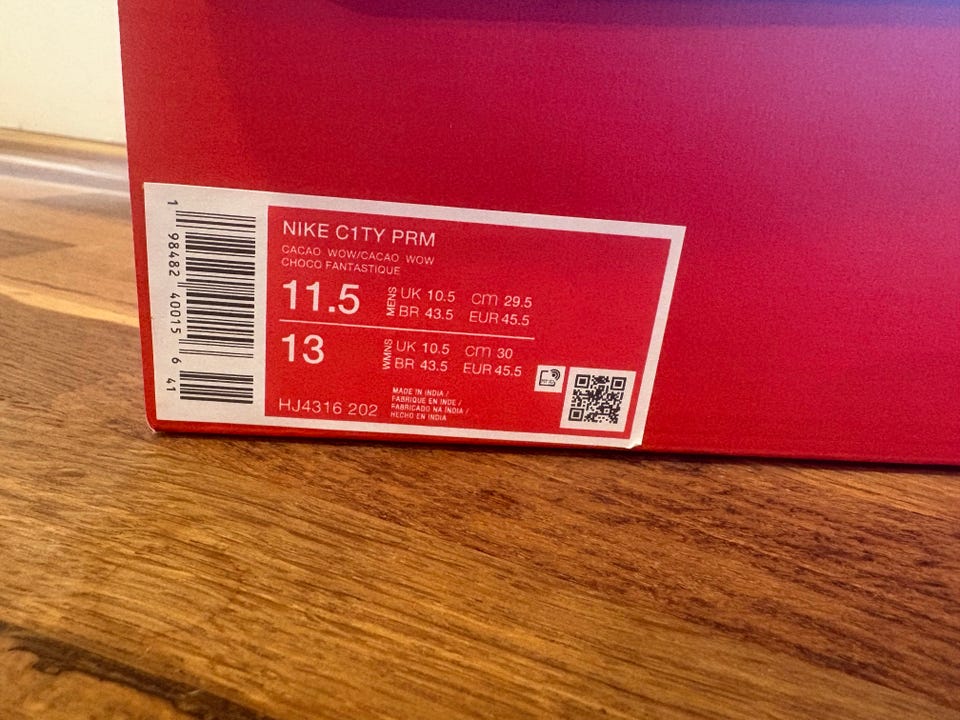 1 98482 40015 6 41
NIKE C1TY PRM
CACAO WOW/CACAO WOW
CHOCO FANTASTIQUE
11.5
MENS
UK 10.5 cm 29.5
BR 43.5 EUR 45.5
13
WMNS
UK 10.5 cm 30
BR 43.5 EUR 45.5
HJ4316 202
MADE IN INDIA /
FABRIQUE EN INDE /
FABRICADO NA INDIA /
HECHO EN INDIA